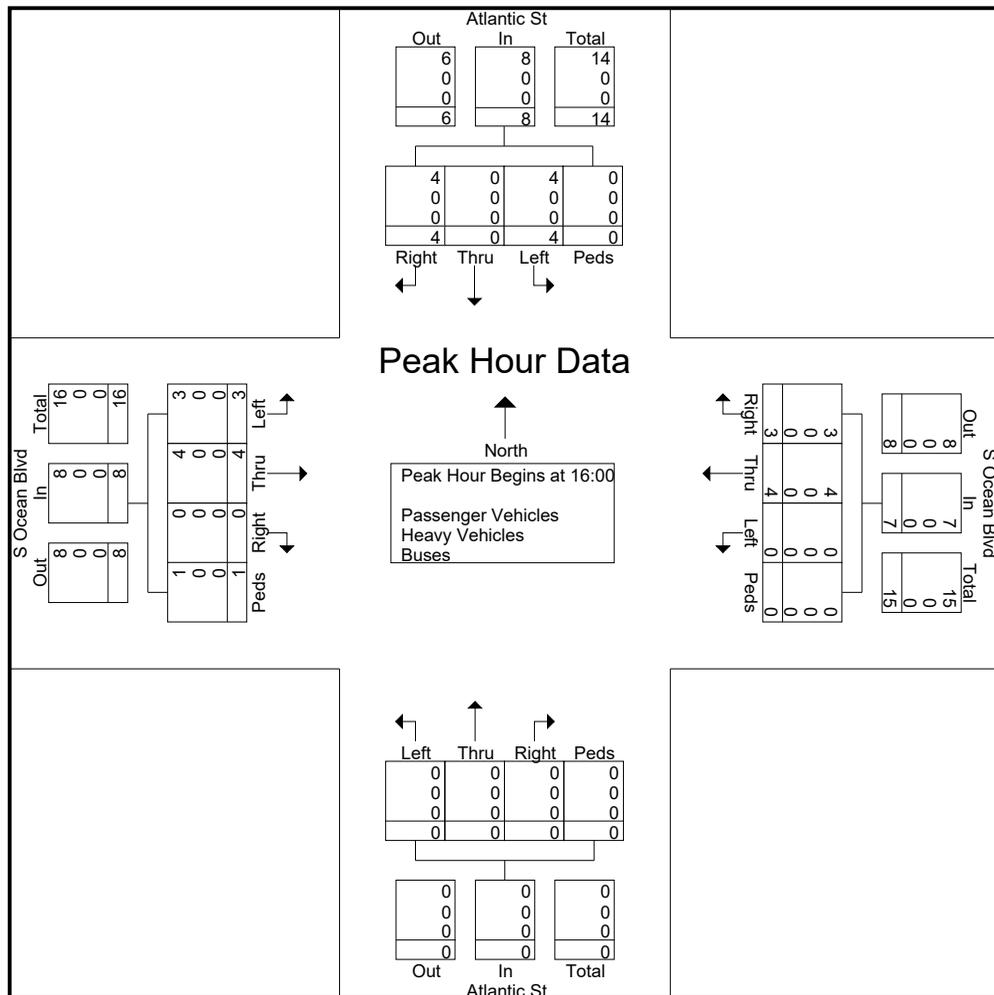 Atlantic St
Out In Total
6 8 14
0 0 0
0 0 0
6 8 14
4 0 4 0
0 0 0 0
0 0 0 0
4 0 4 0
Right Thru Left Peds
Peak Hour Data
North
Peak Hour Begins at 16:00
Passenger Vehicles
Heavy Vehicles
Buses
S Ocean Blvd
Total In Out
16 8 8
0 0 0
0 0 0
16 8 8
Left Thru Right Peds
3 4 0 1
0 0 0 0
0 0 0 0
3 4 0 1
S Ocean Blvd
Out In Total
8 7 15
0 0 0
0 0 0
8 7 15
Right Thru Left Peds
3 4 0 0
0 0 0 0
0 0 0 0
3 4 0 0
Left Thru Right Peds
0 0 0 0
0 0 0 0
0 0 0 0
0 0 0 0
0 0 0
0 0 0
0 0 0
0 0 0
Out In Total
Atlantic St